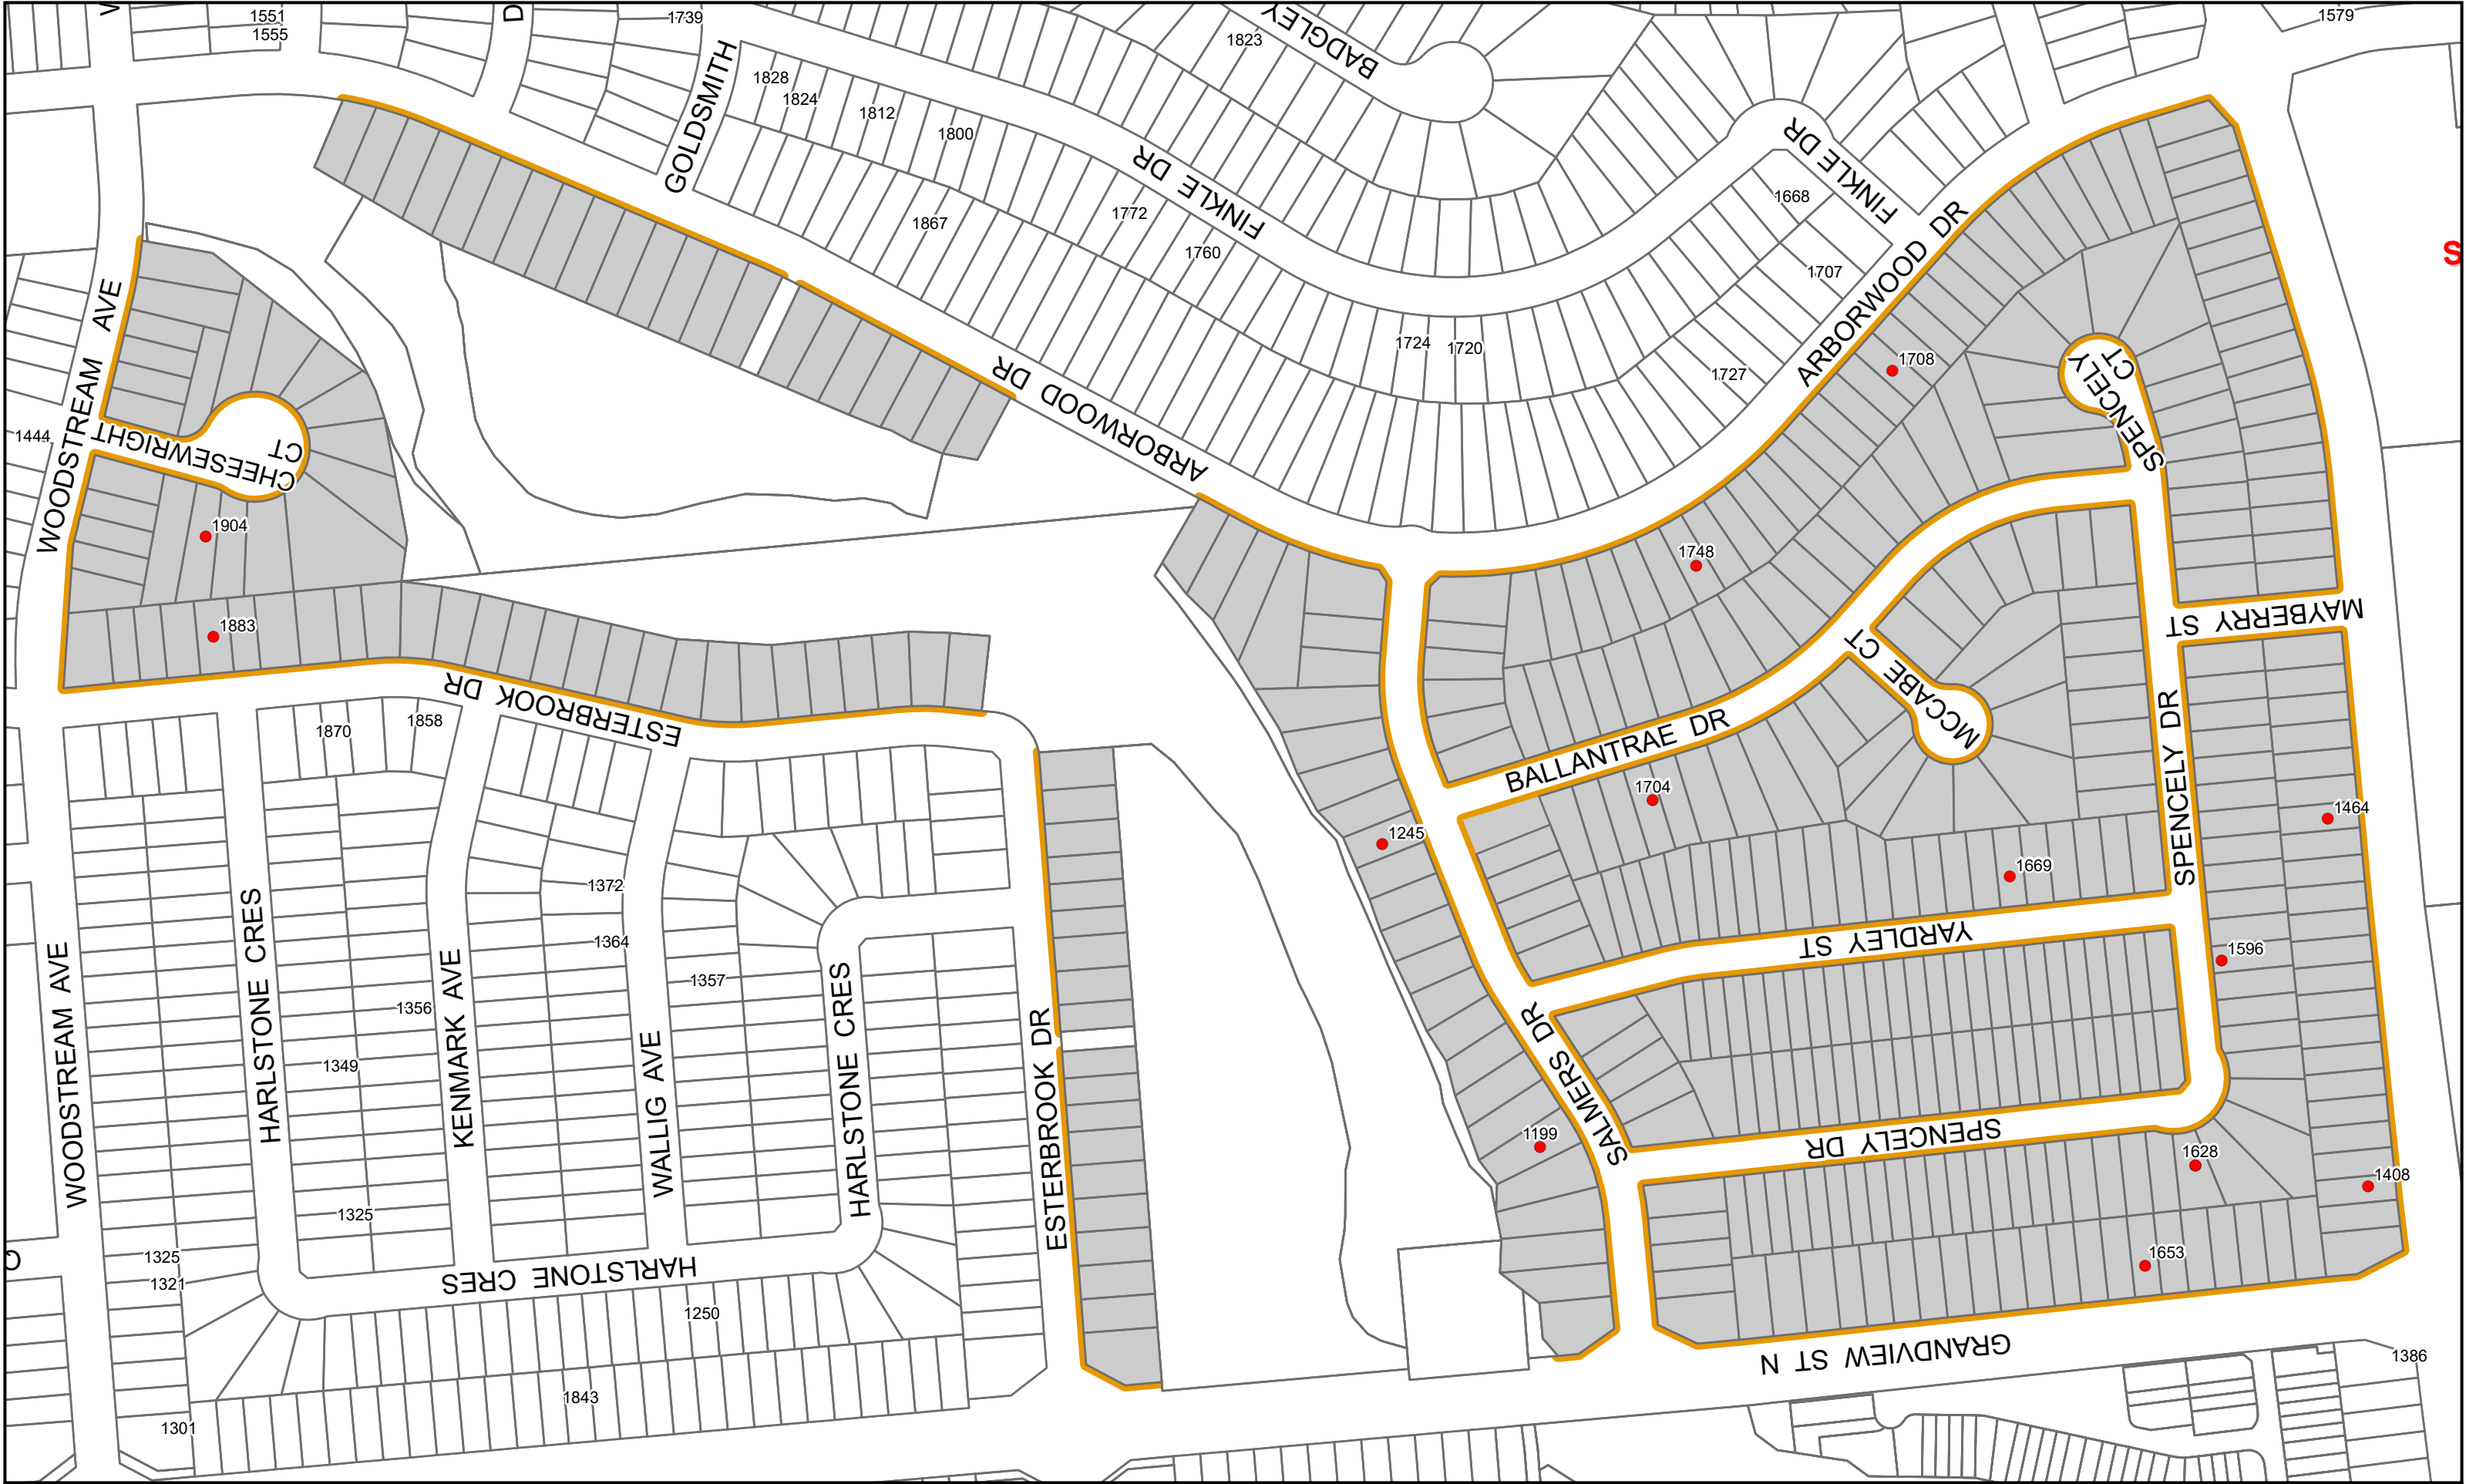 1551
1555
1739
1823
BADGLEY
1579
D
GOLDSMITH
1828
1824
1812
1800
FINKLE DR
FINKLE DR
1668
1867
1772
1760
1707
S
WOODSTREAM AVE
1724
1720
1727
ARBORWOOD DR
ARBORWOOD DR
1708
SPENCELY CT
1444
CHEESEWRIGHT CT
1904
1748
1883
MAYBERRY ST
MCCABE CT
ESTERBROOK DR
1870
1858
BALLANTRAE DR
1704
SPENCELY DR
1464
1245
1669
1372
1364
1357
1356
1349
1325
WOODSTREAM AVE
HARLSTONE CRES
KENMARK AVE
WALLIG AVE
HARLSTONE CRES
ESTERBROOK DR
YARDLEY ST
1596
SALMERS DR
1199
SPENCELY DR
1628
1408
1325
1321
HARLSTONE CRES
1250
1653
GRANDVIEW ST N
1386
1843
1301